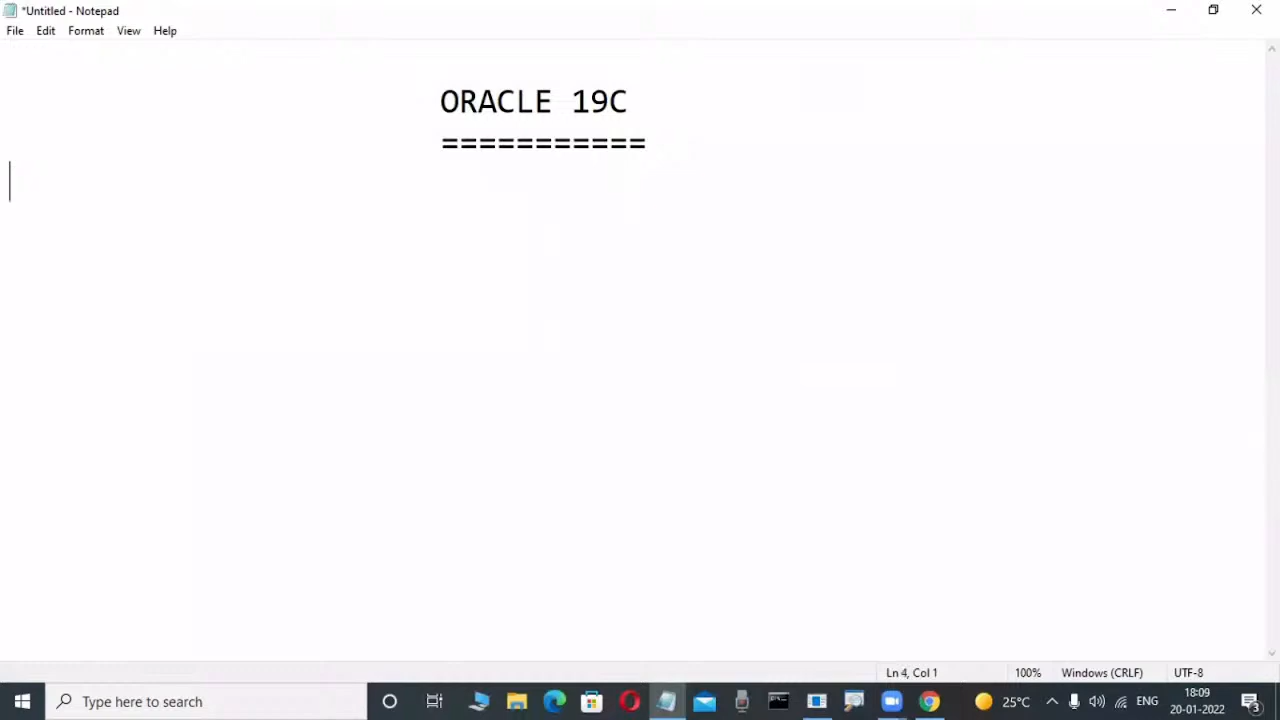 *Untitled - Notepad
File Edit Format View Help
ORACLE 19C
===========
Ln 4, Col 1 100% Windows (CRLF) UTF-8
Type here to search 25°C ENG 18:09
20-01-2022 3